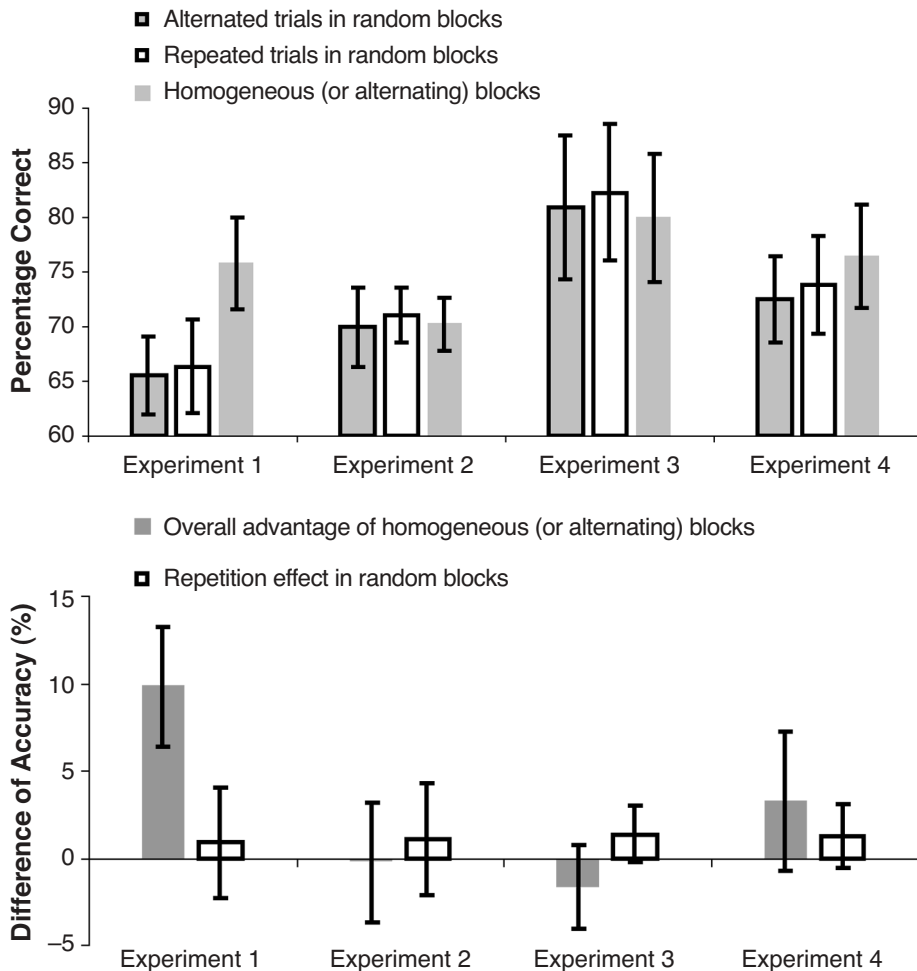 Alternated trials in random blocks
Repeated trials in random blocks
Homogeneous (or alternating) blocks
Percentage Correct
90
85
80
75
70
65
60
Experiment 1 Experiment 2 Experiment 3 Experiment 4
Overall advantage of homogeneous (or alternating) blocks
Repetition effect in random blocks
Difference of Accuracy (%)
15
10
5
0
–5
Experiment 1 Experiment 2 Experiment 3 Experiment 4